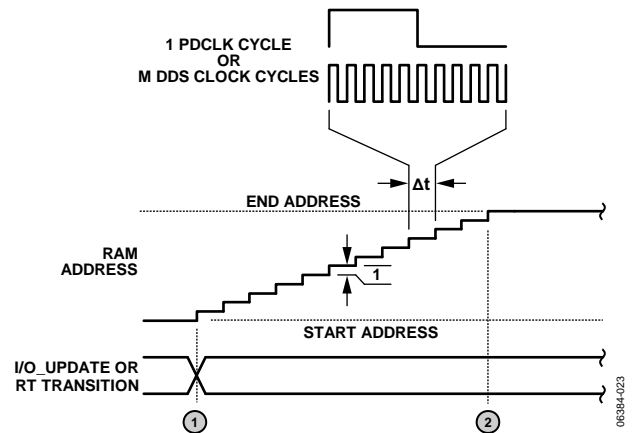 1 PDCLK CYCLE
OR
M DDS CLOCK CYCLES
Δt
END ADDRESS
RAM
ADDRESS
1
START ADDRESS
I/O_UPDATE OR
RT TRANSITION
1
2
06384-023